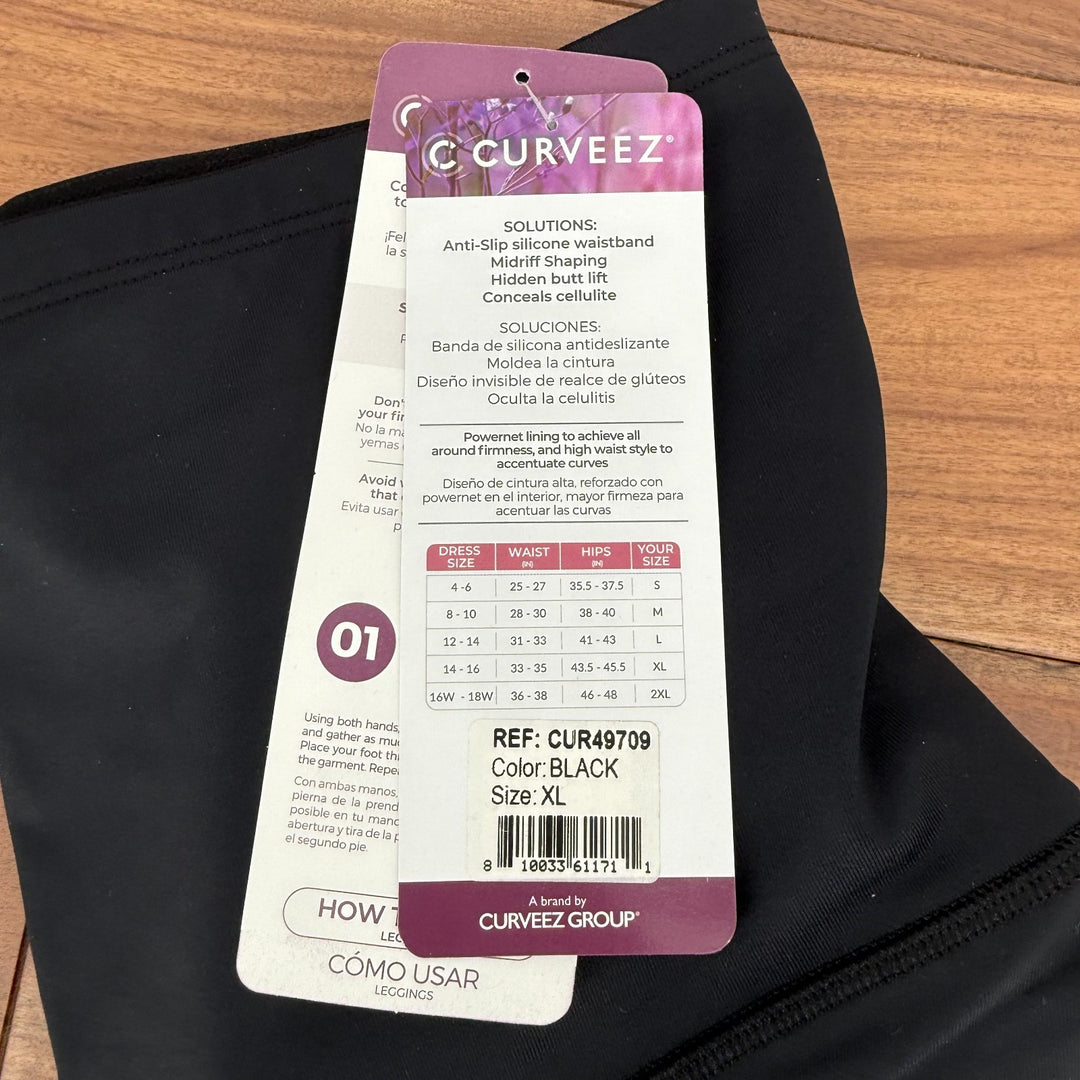 CURVEEZ®
SOLUTIONS:
Anti-Slip silicone waistband
Midriff Shaping
Hidden butt lift
Conceals cellulite
SOLUCIONES:
Banda de silicona antideslizante
Moldea la cintura
Diseño invisible de realce de glúteos
Oculta la celulitis
Powernet lining to achieve all
around firmness, and high waist style to
accentuate curves
Diseño de cintura alta, reforzado con
powernet en el interior, mayor firmeza para
acentuar las curvas
DRESS SIZE WAIST (IN) HIPS (IN) YOUR SIZE
4 -6 25 - 27 35.5 - 37.5 S
8 - 10 28 - 30 38 - 40 M
12 - 14 31 - 33 41 - 43 L
14 - 16 33 - 35 43.5 - 45.5 XL
16W - 18W 36 - 38 46 - 48 2XL
REF: CUR49709
Color: BLACK
Size: XL
8 10033 61171 1
A brand by
CURVEEZ GROUP®
Don'
your
No la
yemas
Avoid
that
Evita usar
01
Using both hands,
and gather as
Place your foot
the garment.
Con ambas manos,
pierna de la
posible en tu
abertura y tira de la
el segundo pie.
HOW
CÓMO USAR
LEGGINGS